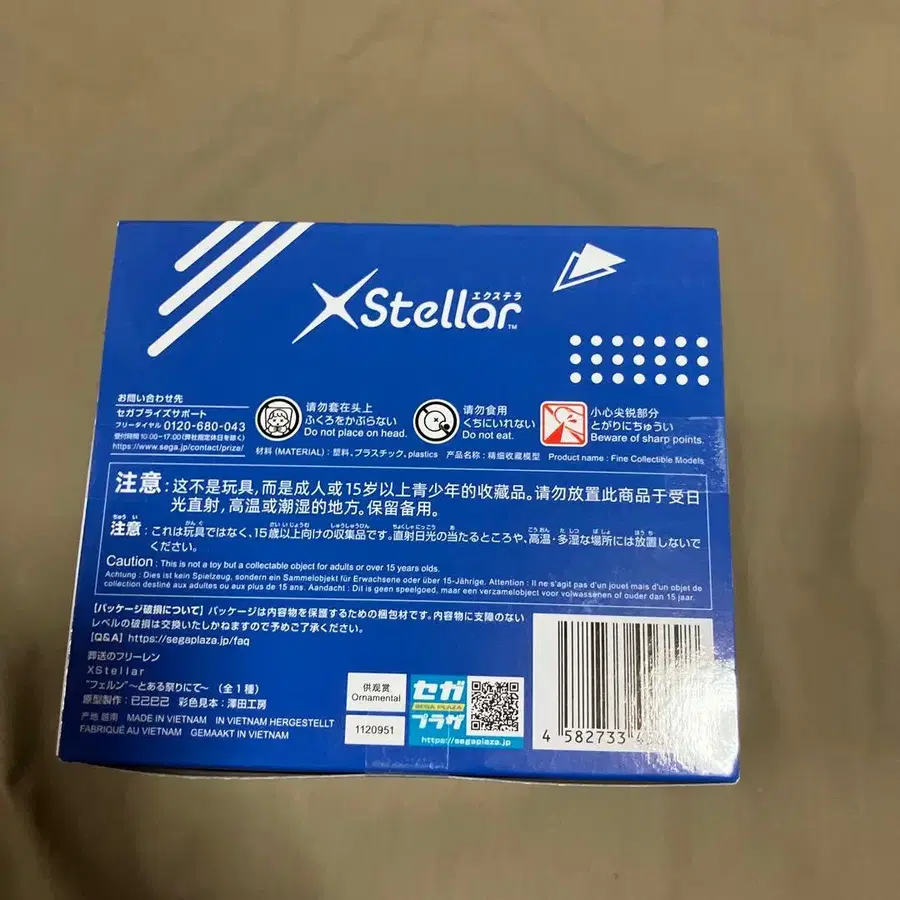 XStellar™
エクステラ
お問い合わせ先
セガプライズサポート
フリーダイヤル 0120-680-043
受付時間10:00~17:00(弊社指定休日を除く)
https://www.sega.jp/contact/prize/
请勿套在头上
ふくろをかぶらない
Do not place on head.
请勿食用
くちにいれない
Do not eat.
小心尖锐部分
とがりにちゅうい
Beware of sharp points.
材料 (MATERIAL) : 塑料、プラスチック, plastics 产品名称 : 精细收藏模型 Product name : Fine Collectible Models
注意 : 这不是玩具, 而是成人或15岁以上青少年的收藏品。请勿放置此商品于受日
光直射, 高温或潮湿的地方。保留备用。
注意 : これは玩具ではなく、15歳以上向けの収集品です。直射日光の当たるところや、高温・多湿な場所には放置しないで
ください。
Caution : This is not a toy but a collectable object for adults or over 15 years olds.
Achtung : Dies ist kein Spielzeug, sondern ein Sammelobjekt für Erwachsene oder über 15-Jährige. Attention : Il ne s'agit pas d'un jouet mais d'un objet de
collection destiné aux adultes ou aux plus de 15 ans. Aandacht : Dit is geen speelgoed, maar een verzamelobject voor volwassenen of ouder dan 15 jaar.
【パッケージ破損について】パッケージは内容物を保護するための梱包材です。内容物に支障のない
レベルの破損は交換いたしかねますので予めご了承ください。
【Q&A】https://segaplaza.jp/faq
葬送のフリーレン
XStellar
“フェルン”~とある祭りにて~ (全1種)
原型製作 : 巳巳巳巳 彩色見本 : 澤田工房
产地 越南 MADE IN VIETNAM IN VIETNAM HERGESTELLT
FABRIQUÉ AU VIETNAM GEMAAKT IN VIETNAM
供观赏
Ornamental
1120951
セガ
SEGA PLAZA
プラザ
https://segaplaza.jp
4 582733 4